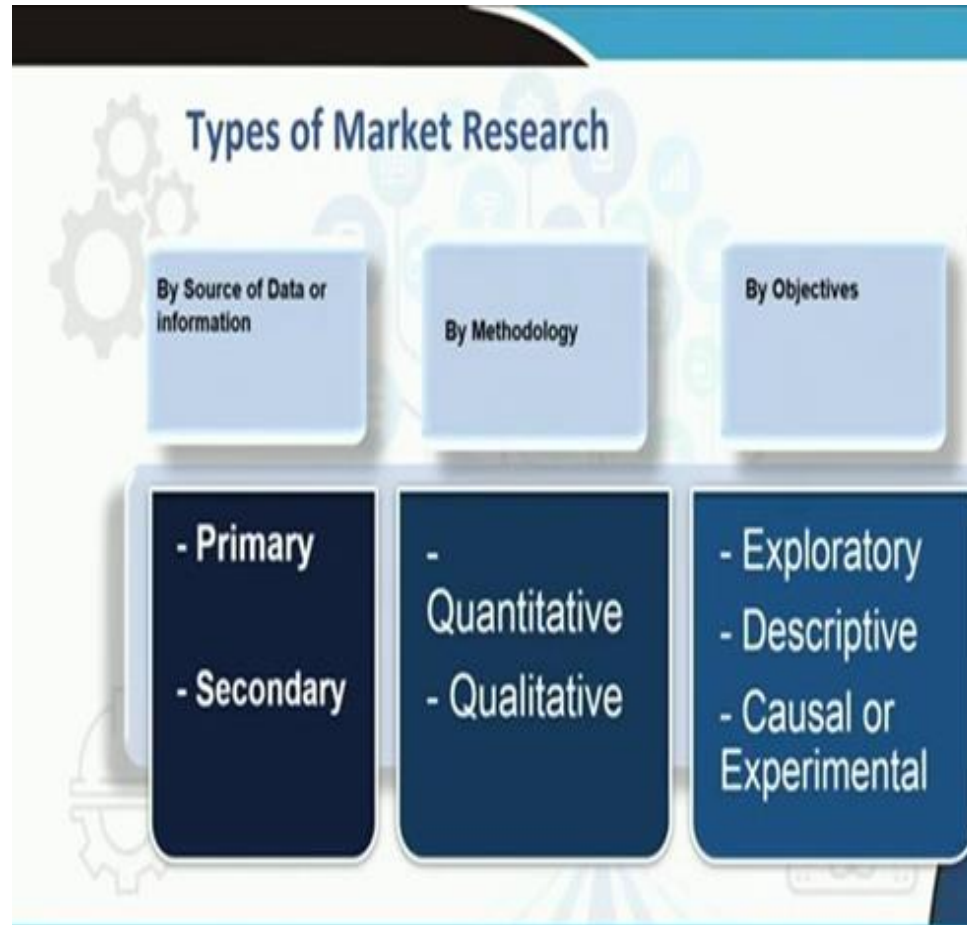 Types of Market Research
By Source of Data or
information
By Methodology
By Objectives
- Primary
- Secondary
-
Quantitative
- Qualitative
- Exploratory
- Descriptive
- Causal or
Experimental